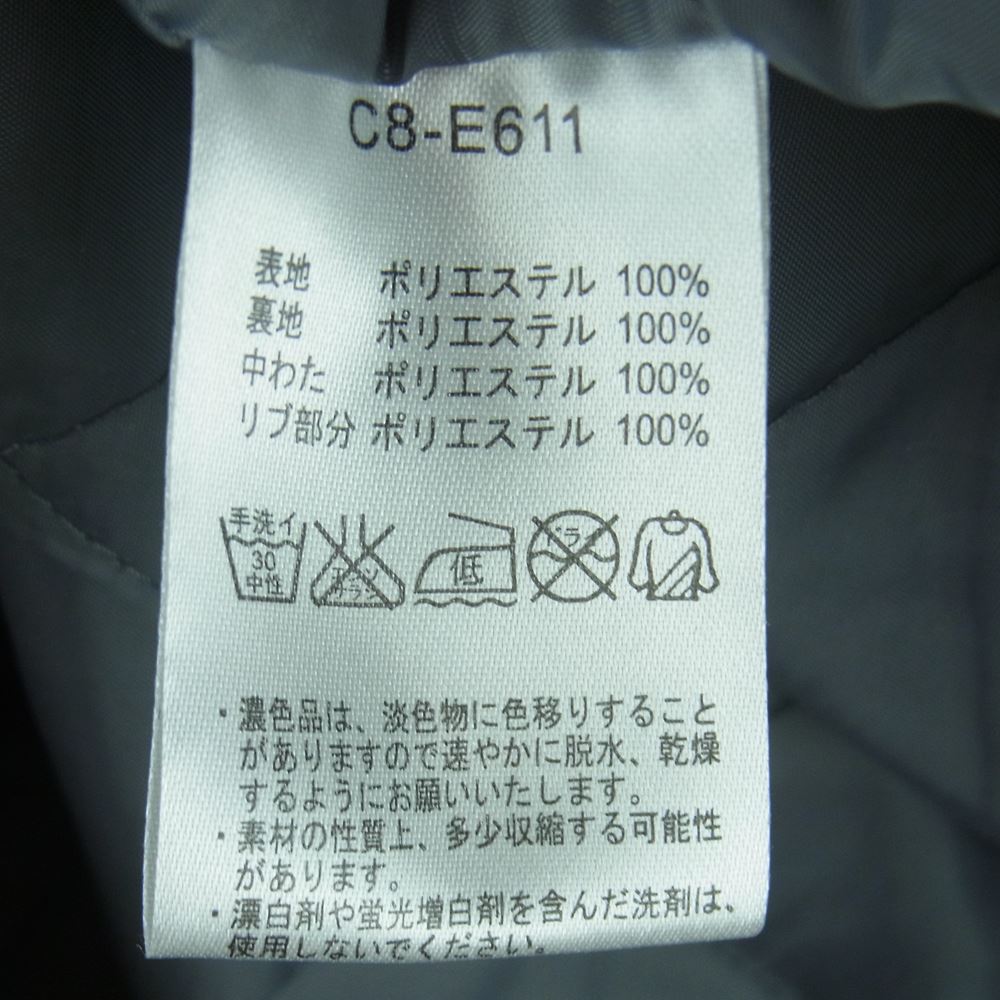 C8-E611
表地 ポリエステル 100%
裏地 ポリエステル 100%
中わた ポリエステル 100%
リブ部分 ポリエステル 100%
手洗イ
30
中性
低
・濃色品は、淡色物に色移りすること
がありますので速やかに脱水、乾燥
するようにお願いいたします。
・素材の性質上、多少収縮する可能性
があります。
・漂白剤や蛍光増白剤を含んだ洗剤は、
使用しないでください。